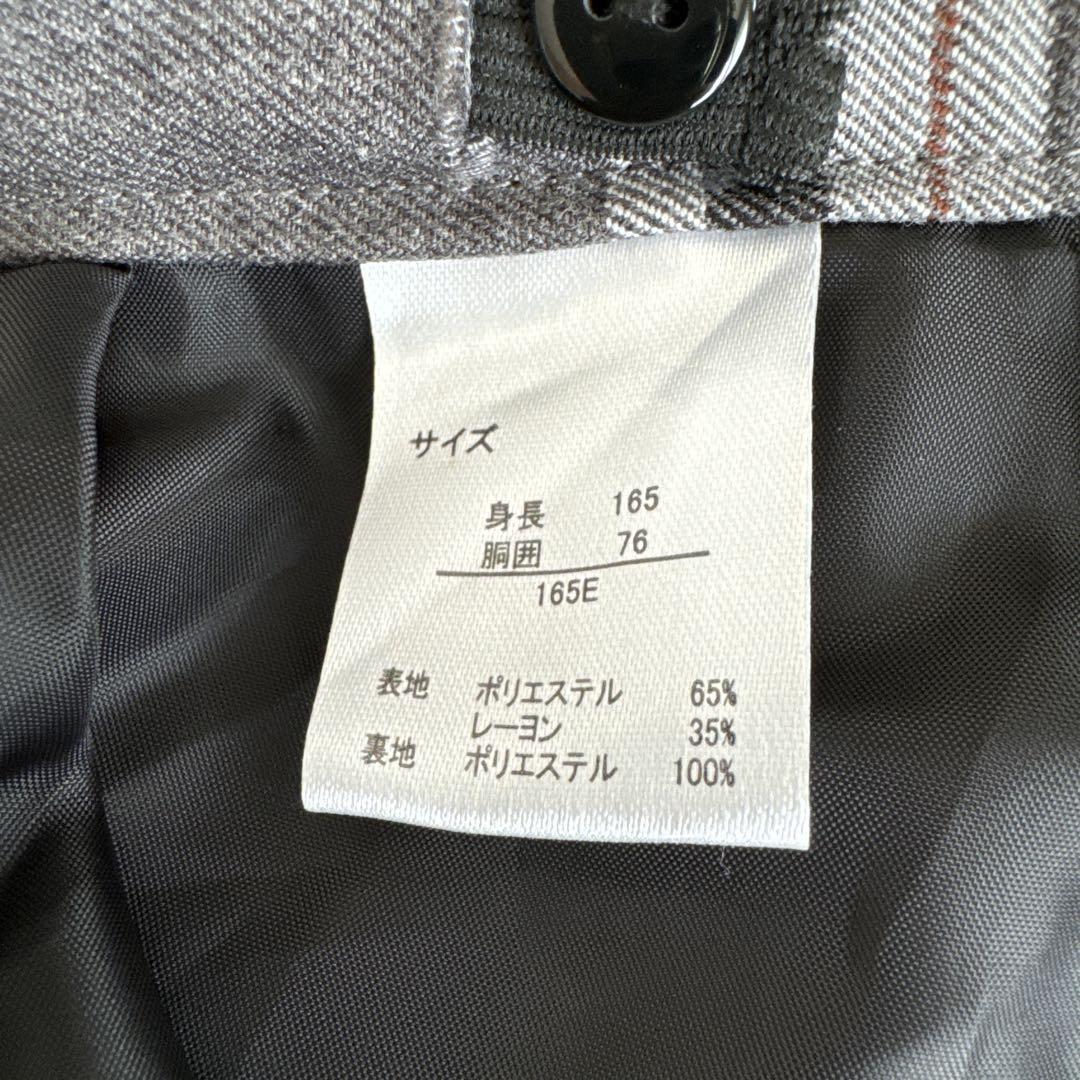 サイズ
身長 165
胴囲 76
165E
表地 ポリエステル 65%
レーヨン 35%
裏地 ポリエステル 100%